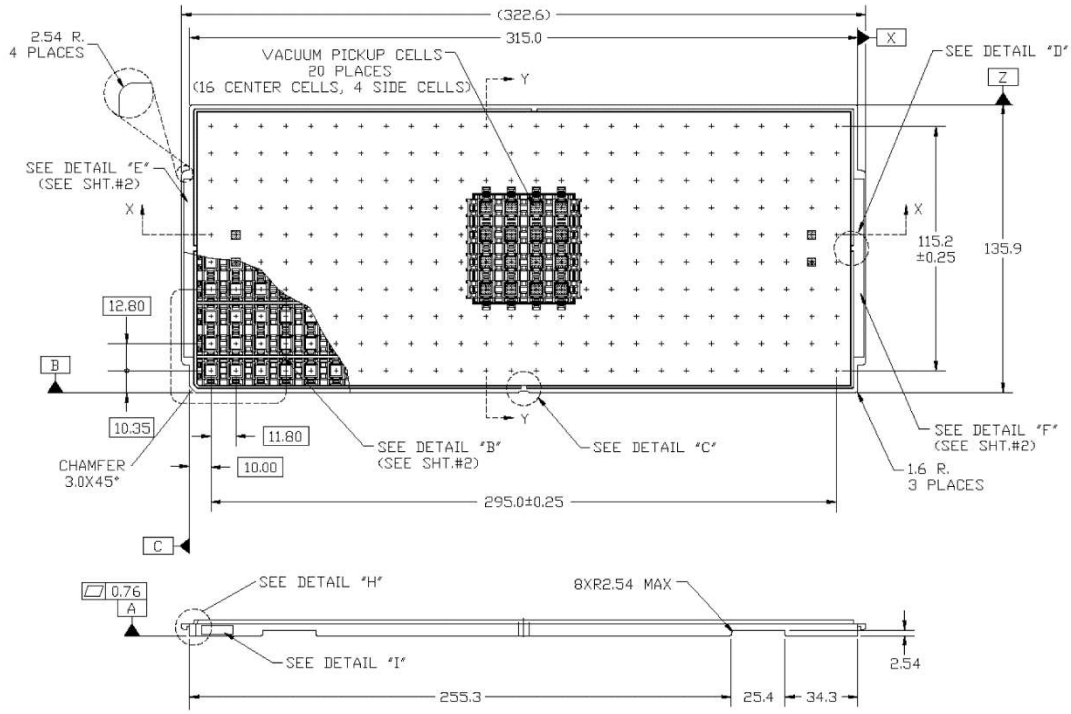 (322.6)
315.0
2.54 R.
4 PLACES
VACUUM PICKUP CELLS
20 PLACES
(16 CENTER CELLS, 4 SIDE CELLS)
Y
X
SEE DETAIL "D"
Z
SEE DETAIL "E"
(SEE SHT.#2)
X
X
115.2
±0.25
135.9
12.80
B
10.35
11.80
10.00
Y
SEE DETAIL "B"
(SEE SHT.#2)
SEE DETAIL "C"
SEE DETAIL "F"
(SEE SHT.#2)
CHAMFER
3.0X45°
1.6 R.
3 PLACES
295.0±0.25
C
0.76
A
SEE DETAIL "H"
8XR2.54 MAX
SEE DETAIL "I"
2.54
255.3
25.4
34.3